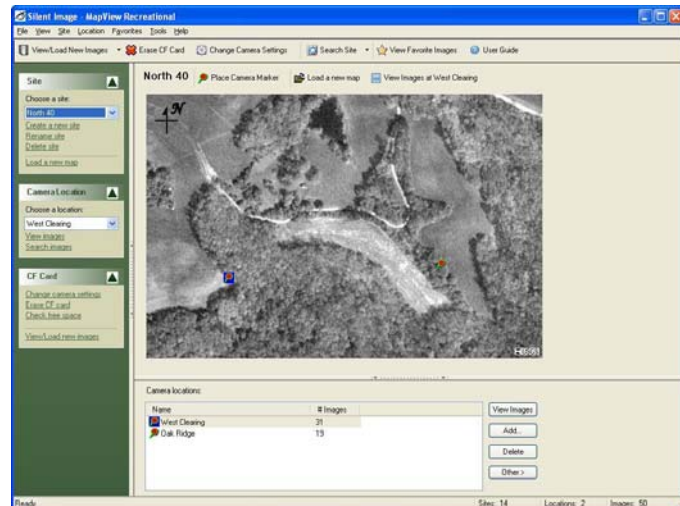 Silent Image - MapView Recreational
File View Site Location Favorites Tools Help
View/Load New Images Erase CF Card Change Camera Settings Search Site View Favorite Images User Guide
Site
Choose a site:
North 40
Create a new site
Rename site
Delete site
Load a new map
Camera Location
Choose a location:
West Clearing
View images
Search images
CF Card
Change camera settings
Erase CF card
Check free space
View/Load new images
North 40 Place Camera Marker Load a new map View Images at West Clearing
N
Camera locations:
Name # Images
West Clearing 31
Oak Ridge 19
View Images
Add...
Delete
Other >
Ready Sites: 14 Locations: 2 Images: 50